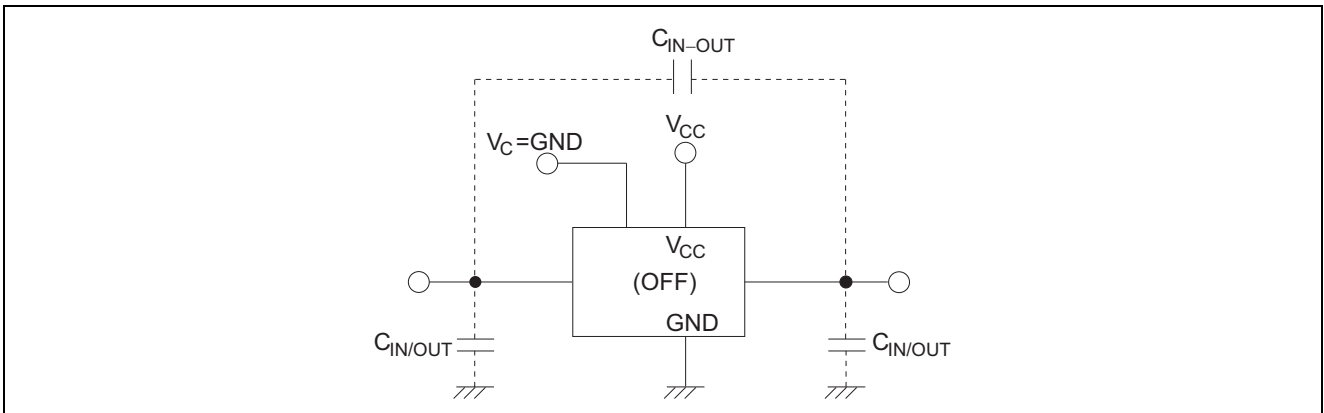 C_IN–OUT
V_CC
V_C=GND
V_CC
(OFF)
GND
C_IN/OUT
C_IN/OUT